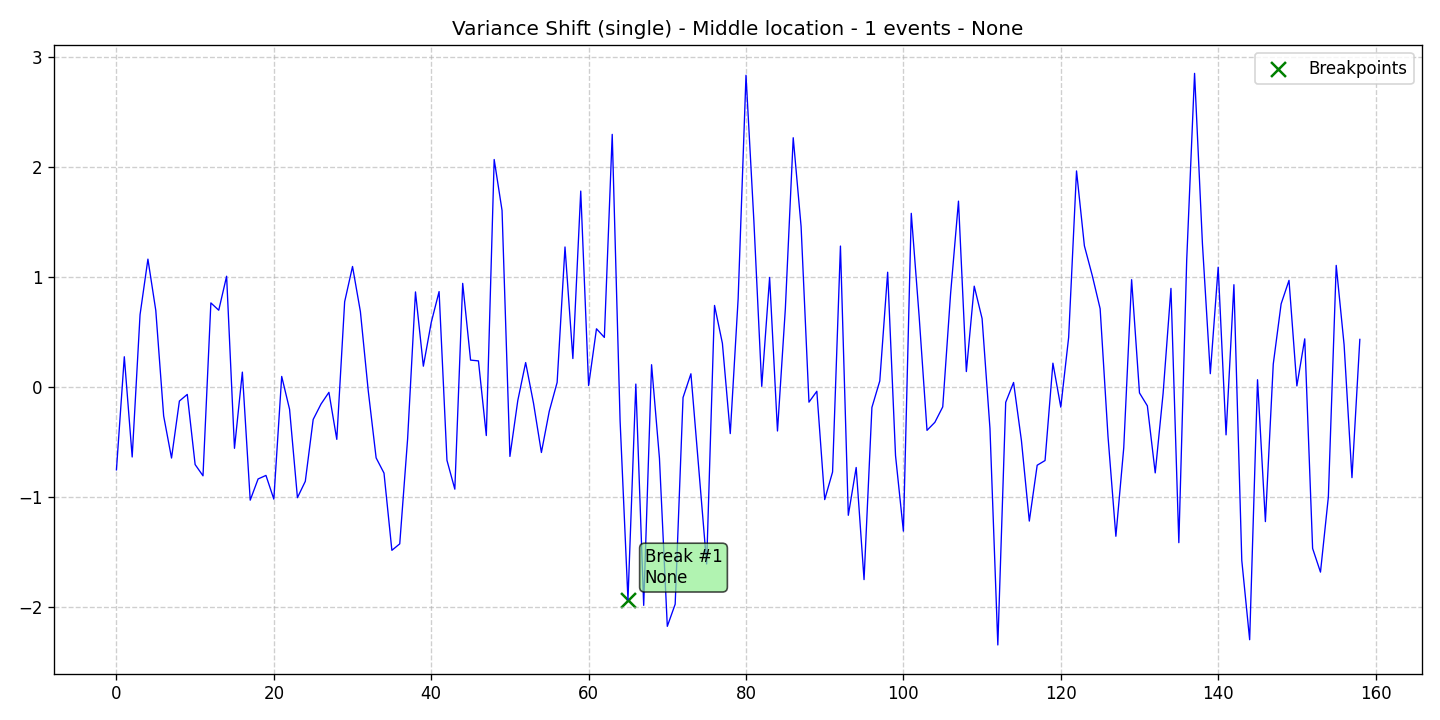 Variance Shift (single) - Middle location - 1 events - None
3
2
1
0
−1
−2
Breakpoints
Break #1
None
0 20 40 60 80 100 120 140 160